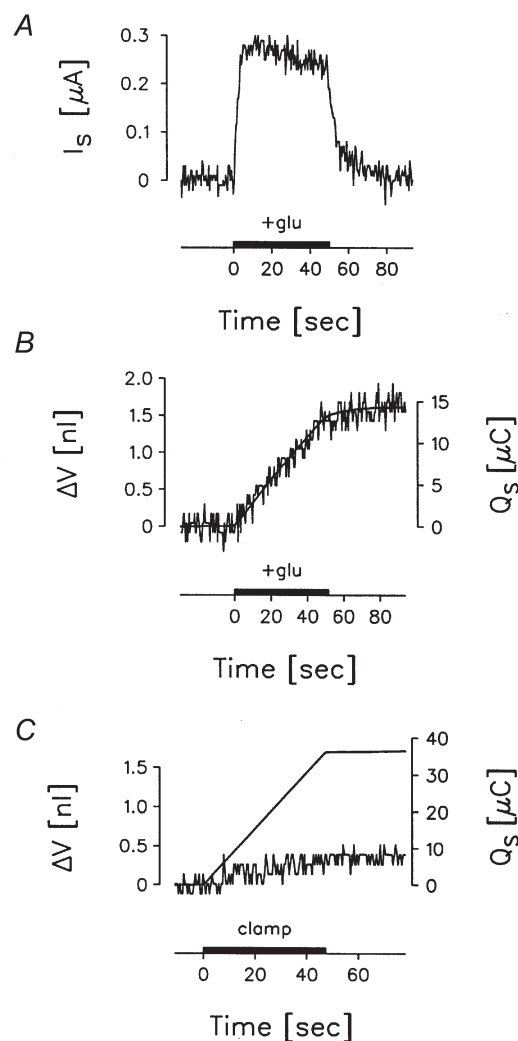 A
I_S [μA]
0.3
0.2
0.1
0
+glu
0 20 40 60 80
Time [sec]
B
ΔV [nl]
2.0
1.5
1.0
0.5
0
15
10
5
0
Q_S [μC]
+glu
0 20 40 60 80
Time [sec]
C
ΔV [nl]
1.5
1.0
0.5
0
40
30
20
10
0
Q_S [μC]
clamp
0 20 40 60
Time [sec]